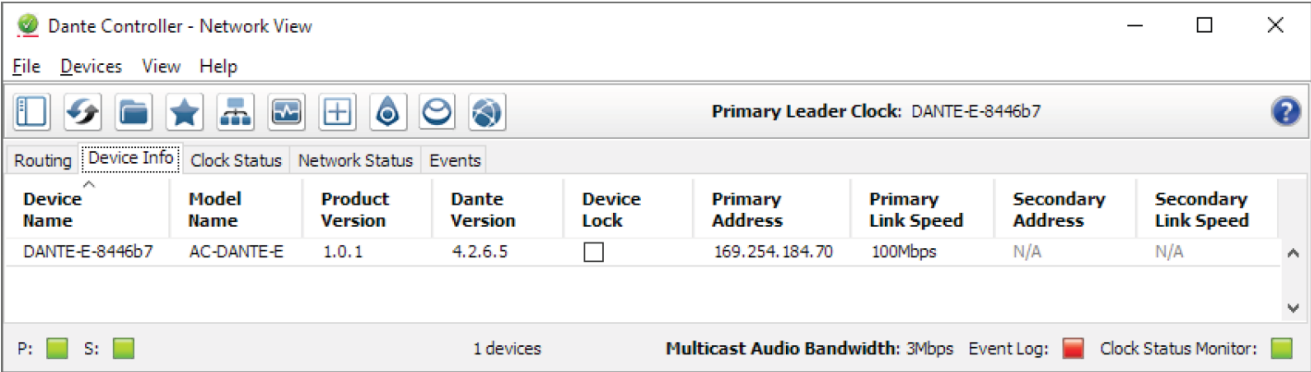 Dante Controller - Network View
File Devices View Help
Primary Leader Clock: DANTE-E-8446b7 ?
Routing Device Info Clock Status Network Status Events
Device Model Product Dante Device Primary Primary Secondary Secondary
Name Name Version Version Lock Address Link Speed Address Link Speed
DANTE-E-8446b7 AC-DANTE-E 1.0.1 4.2.6.5 169.254.184.70 100Mbps N/A N/A
P: S: 1 devices Multicast Audio Bandwidth: 3Mbps Event Log: Clock Status Monitor: